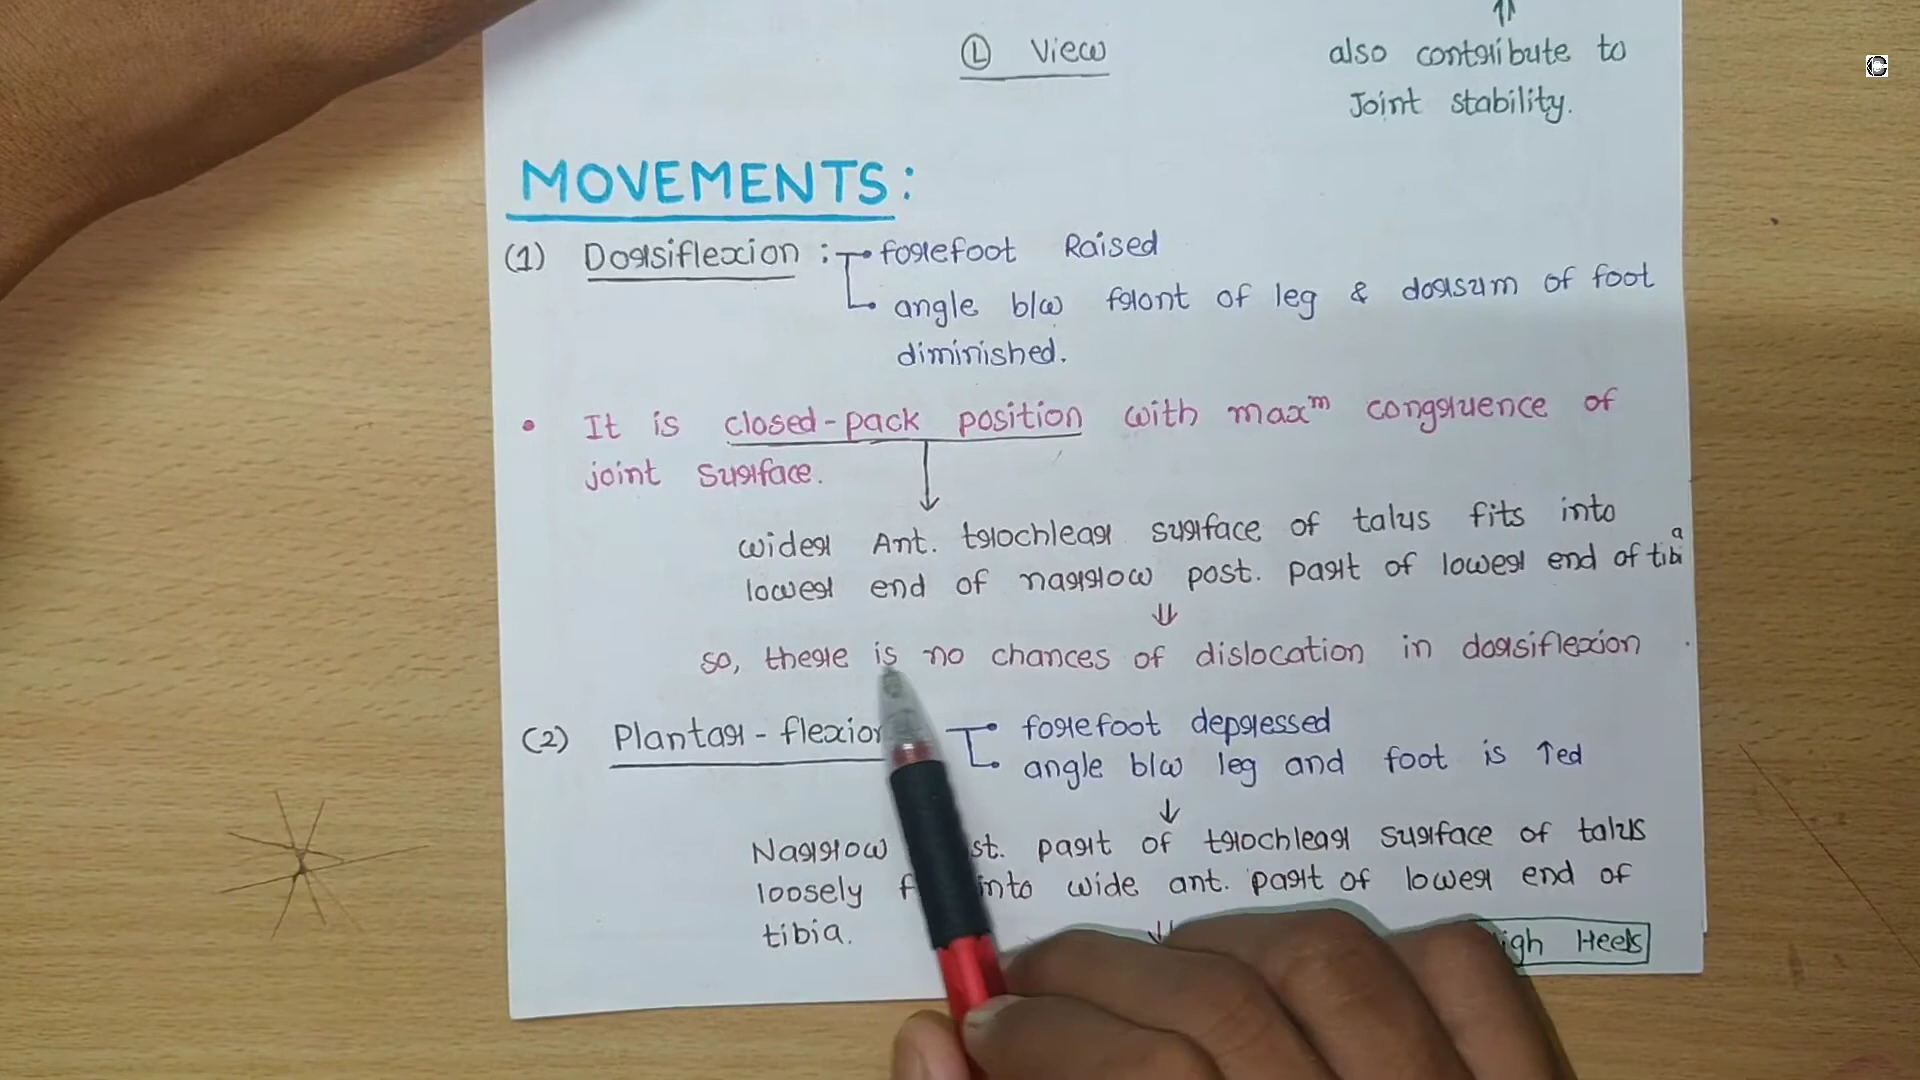 Ⓛ View
also contribute to
Joint stability.
MOVEMENTS:
(1) Dorsiflexion : forefoot Raised
angle b/w front of leg & dorsum of foot
diminished.
• It is closed-pack position with maxᵐ congruence of
joint surface.
wider Ant. trochlear surface of talus fits into
lower end of narrow post. part of lower end of tibia
so, there is no chances of dislocation in dorsiflexion
(2) Plantar-flexion forefoot depressed
angle b/w leg and foot is ↑ed
Narrow part of trochlear surface of talus
loosely into wide ant. part of lower end of
tibia.
Heels